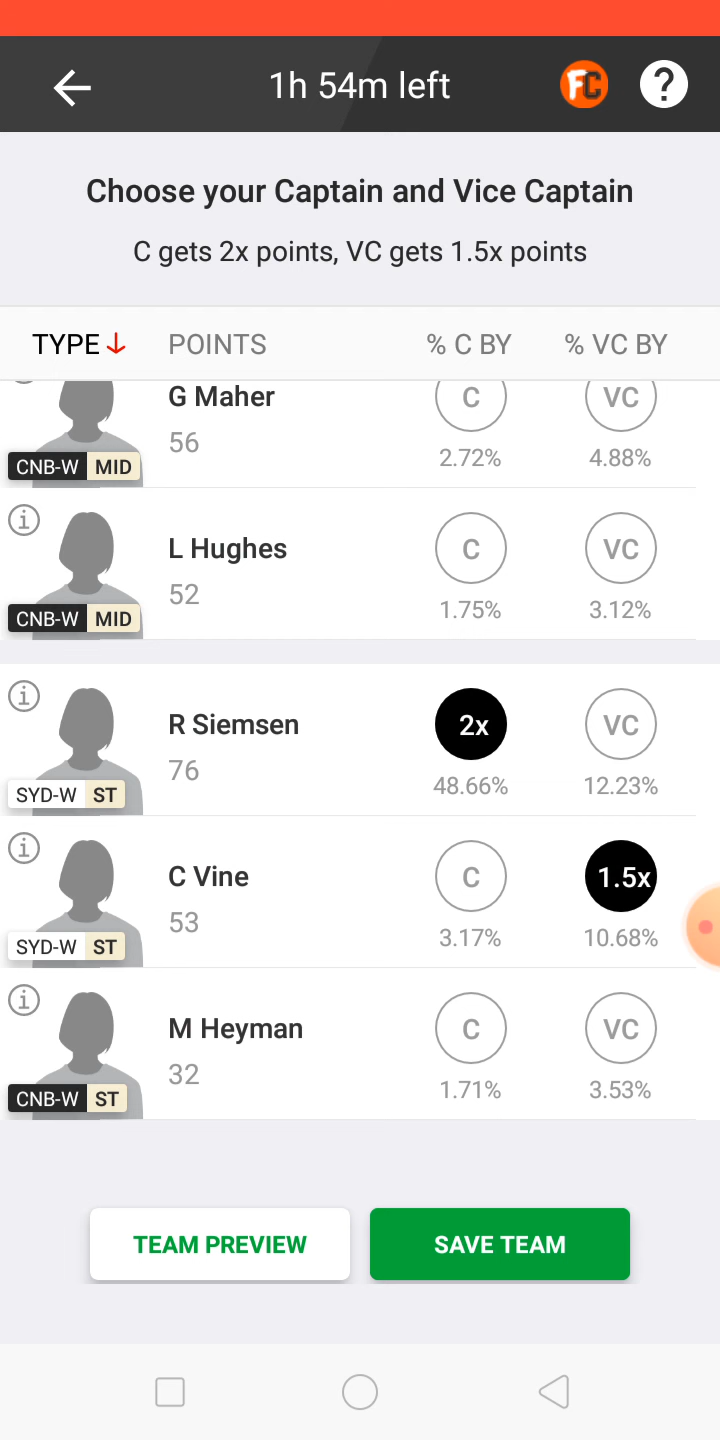 1h 54m left
FC
?
Choose your Captain and Vice Captain
C gets 2x points, VC gets 1.5x points
TYPE POINTS % C BY % VC BY
G Maher
C VC
56
2.72% 4.88%
CNB-W MID
L Hughes
C VC
52
1.75% 3.12%
CNB-W MID
R Siemsen
2x VC
76
48.66% 12.23%
SYD-W ST
C Vine
C 1.5x
53
3.17% 10.68%
SYD-W ST
M Heyman
C VC
32
1.71% 3.53%
CNB-W ST
TEAM PREVIEW SAVE TEAM